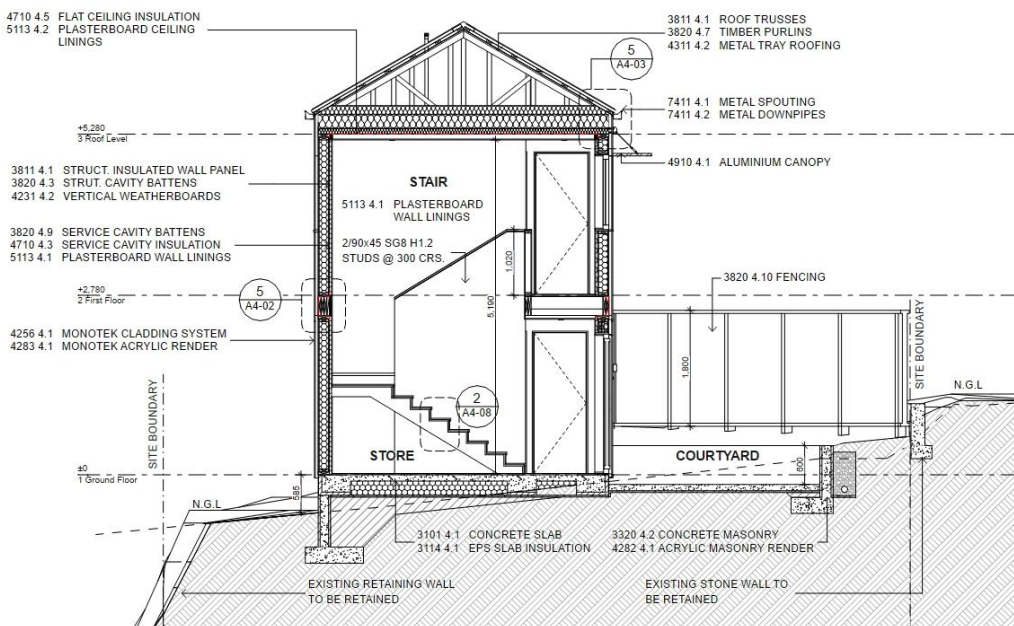 4710 4.5 FLAT CEILING INSULATION
5113 4.2 PLASTERBOARD CEILING
LININGS
3811 4.1 ROOF TRUSSES
3820 4.7 TIMBER PURLINS
4311 4.2 METAL TRAY ROOFING
5
A4-03
7411 4.1 METAL SPOUTING
7411 4.2 METAL DOWNPIPES
+5,280
3 Roof Level
4910 4.1 ALUMINIUM CANOPY
3811 4.1 STRUCT. INSULATED WALL PANEL
3820 4.3 STRUT. CAVITY BATTENS
4231 4.2 VERTICAL WEATHERBOARDS
STAIR
5113 4.1 PLASTERBOARD
WALL LININGS
3820 4.9 SERVICE CAVITY BATTENS
4710 4.3 SERVICE CAVITY INSULATION
5113 4.1 PLASTERBOARD WALL LININGS
2/90x45 SG8 H1.2
STUDS @ 300 CRS.
1,020
5,190
3820 4.10 FENCING
+2,780
2 First Floor
5
A4-02
4256 4.1 MONOTEK CLADDING SYSTEM
4283 4.1 MONOTEK ACRYLIC RENDER
1,800
SITE BOUNDARY
N.G.L
SITE BOUNDARY
2
A4-08
STORE
COURTYARD
±0
1 Ground Floor
585
600
N.G.L
3101 4.1 CONCRETE SLAB
3114 4.1 EPS SLAB INSULATION
3320 4.2 CONCRETE MASONRY
4282 4.1 ACRYLIC MASONRY RENDER
EXISTING RETAINING WALL
TO BE RETAINED
EXISTING STONE WALL TO
BE RETAINED